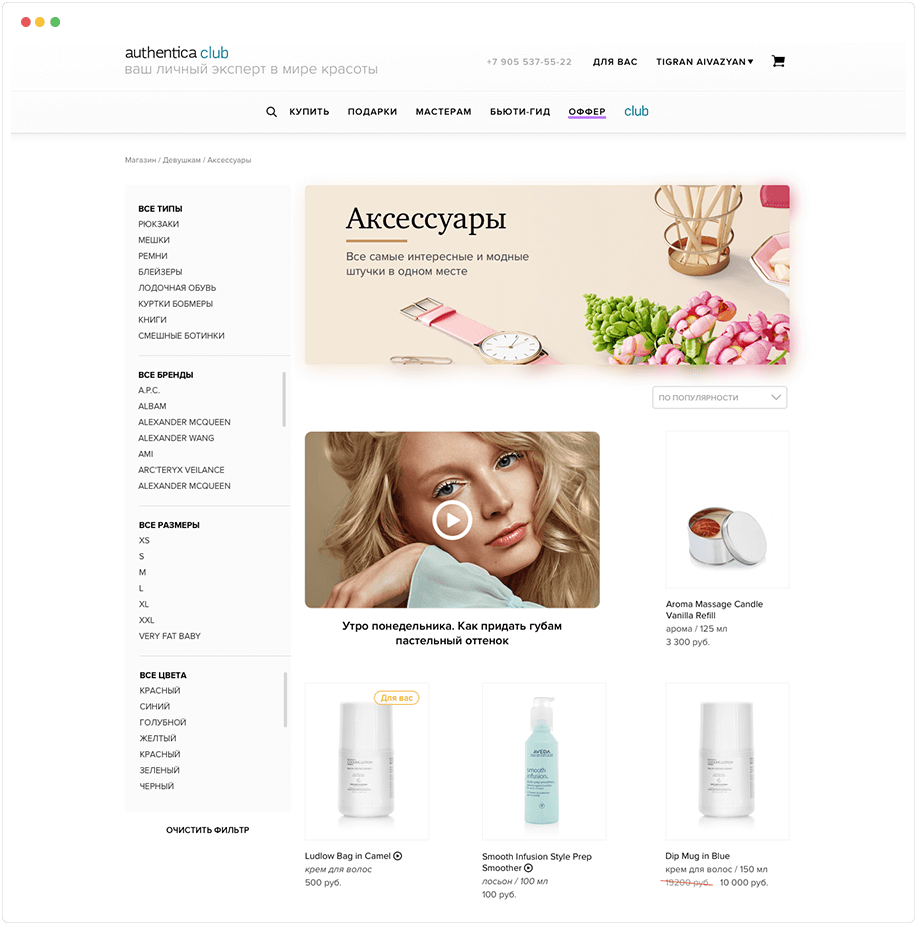 authentica club
ваш личный эксперт в мире красоты
+7 905 537-55-22 ДЛЯ ВАС TIGRAN AIVAZYAN
КУПИТЬ ПОДАРКИ МАСТЕРАМ БЬЮТИ-ГИД ОФФЕР club
Магазин / Девушкам / Аксессуары
ВСЕ ТИПЫ
РЮКЗАКИ
МЕШКИ
РЕМНИ
БЛЕЙЗЕРЫ
ЛОДОЧНАЯ ОБУВЬ
КУРТКИ БОБМЕРЫ
КНИГИ
СМЕШНЫЕ БОТИНКИ
ВСЕ БРЕНДЫ
A.P.C.
ALBAM
ALEXANDER MCQUEEN
ALEXANDER WANG
AMI
ARC'TERYX VEILANCE
ALEXANDER MCQUEEN
ВСЕ РАЗМЕРЫ
XS
S
M
L
XL
XXL
VERY FAT BABY
ВСЕ ЦВЕТА
КРАСНЫЙ
СИНИЙ
ГОЛУБНОЙ
ЖЕЛТЫЙ
КРАСНЫЙ
ЗЕЛЕНЫЙ
ЧЕРНЫЙ
ОЧИСТИТЬ ФИЛЬТР
Аксессуары
Все самые интересные и модные
штучки в одном месте
ПО ПОПУЛЯРНОСТИ
Утро понедельника. Как придать губам
пастельный оттенок
Aroma Massage Candle
Vanilla Refill
арома / 125 мл
3 300 руб.
Для вас
Ludlow Bag in Camel
крем для волос
500 руб.
AVEDA
smooth
infusion
Smooth Infusion Style Prep
Smoother
лосьон / 100 мл
100 руб.
Dip Mug in Blue
крем для волос / 150 мл
19200 руб. 10 000 руб.